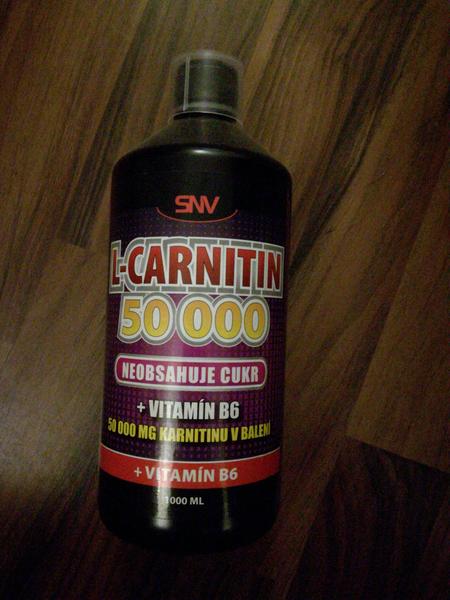 SNV
L-CARNITIN
50 000
NEOBSAHUJE CUKR
+ VITAMÍN B6
50 000 MG KARNITINU V BALENÍ
+ VITAMÍN B6
1000 ML